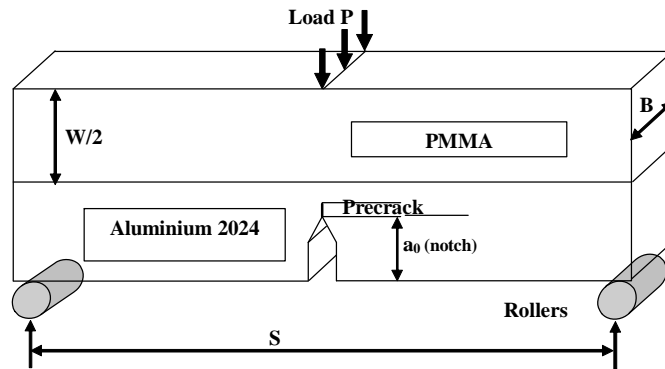 Load P
B
W/2
PMMA
Precrack
Aluminium 2024
a₀ (notch)
Rollers
S